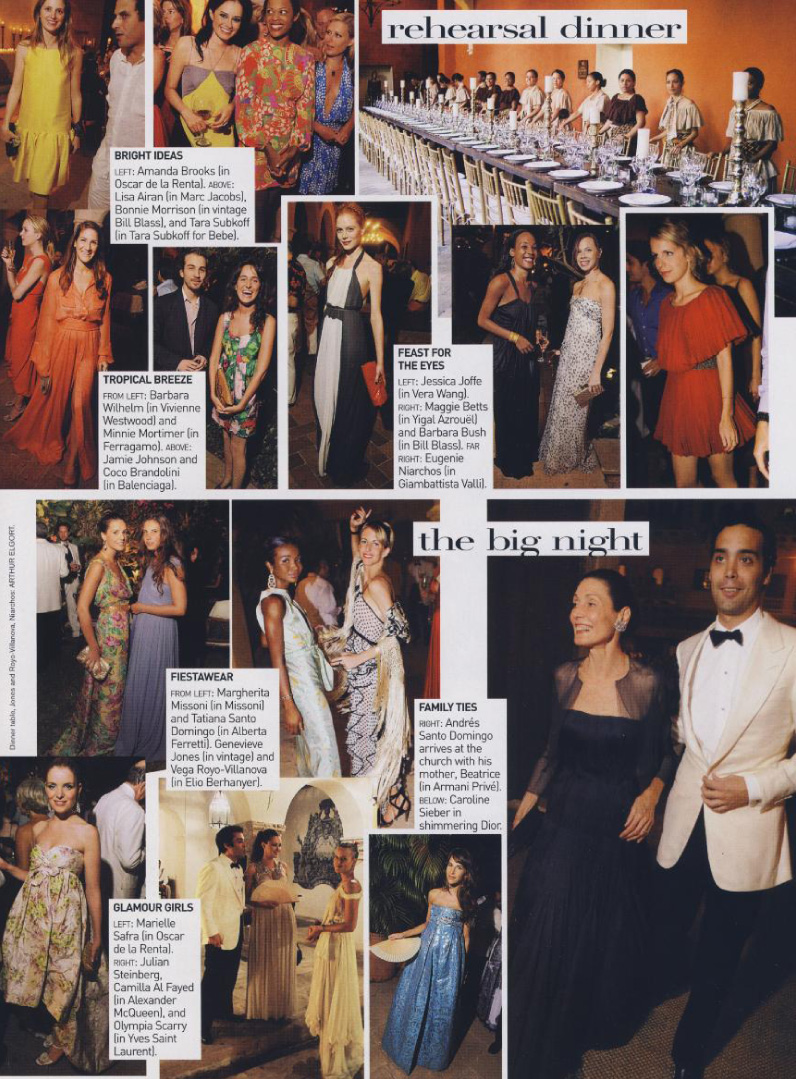 rehearsal dinner
BRIGHT IDEAS
LEFT: Amanda Brooks (in
Oscar de la Renta). ABOVE:
Lisa Airan (in Marc Jacobs),
Bonnie Morrison (in vintage
Bill Blass), and Tara Subkoff
(in Tara Subkoff for Bebe).
TROPICAL BREEZE
FROM LEFT: Barbara
Wilhelm (in Vivienne
Westwood) and
Minnie Mortimer (in
Ferragamo). ABOVE:
Jamie Johnson and
Coco Brandolini
(in Balenciaga).
FEAST FOR
THE EYES
LEFT: Jessica Joffe
(in Vera Wang).
RIGHT: Maggie Betts
(in Yigal Azrouël)
and Barbara Bush
(in Bill Blass). FAR
RIGHT: Eugenie
Niarchos (in
Giambattista Valli).
the big night
Dinner table, Jones and Royo-Villanova, Niarchos: ARTHUR ELGORT.
FIESTAWEAR
FROM LEFT: Margherita
Missoni (in Missoni)
and Tatiana Santo
Domingo (in Alberta
Ferretti). Genevieve
Jones (in vintage) and
Vega Royo-Villanova
(in Elio Berhanyer).
FAMILY TIES
RIGHT: Andrés
Santo Domingo
arrives at the
church with his
mother, Beatrice
(in Armani Privé).
BELOW: Caroline
Sieber in
shimmering Dior.
GLAMOUR GIRLS
LEFT: Marielle
Safra (in Oscar
de la Renta).
RIGHT: Julian
Steinberg,
Camilla Al Fayed
(in Alexander
McQueen), and
Olympia Scarry
(in Yves Saint
Laurent).